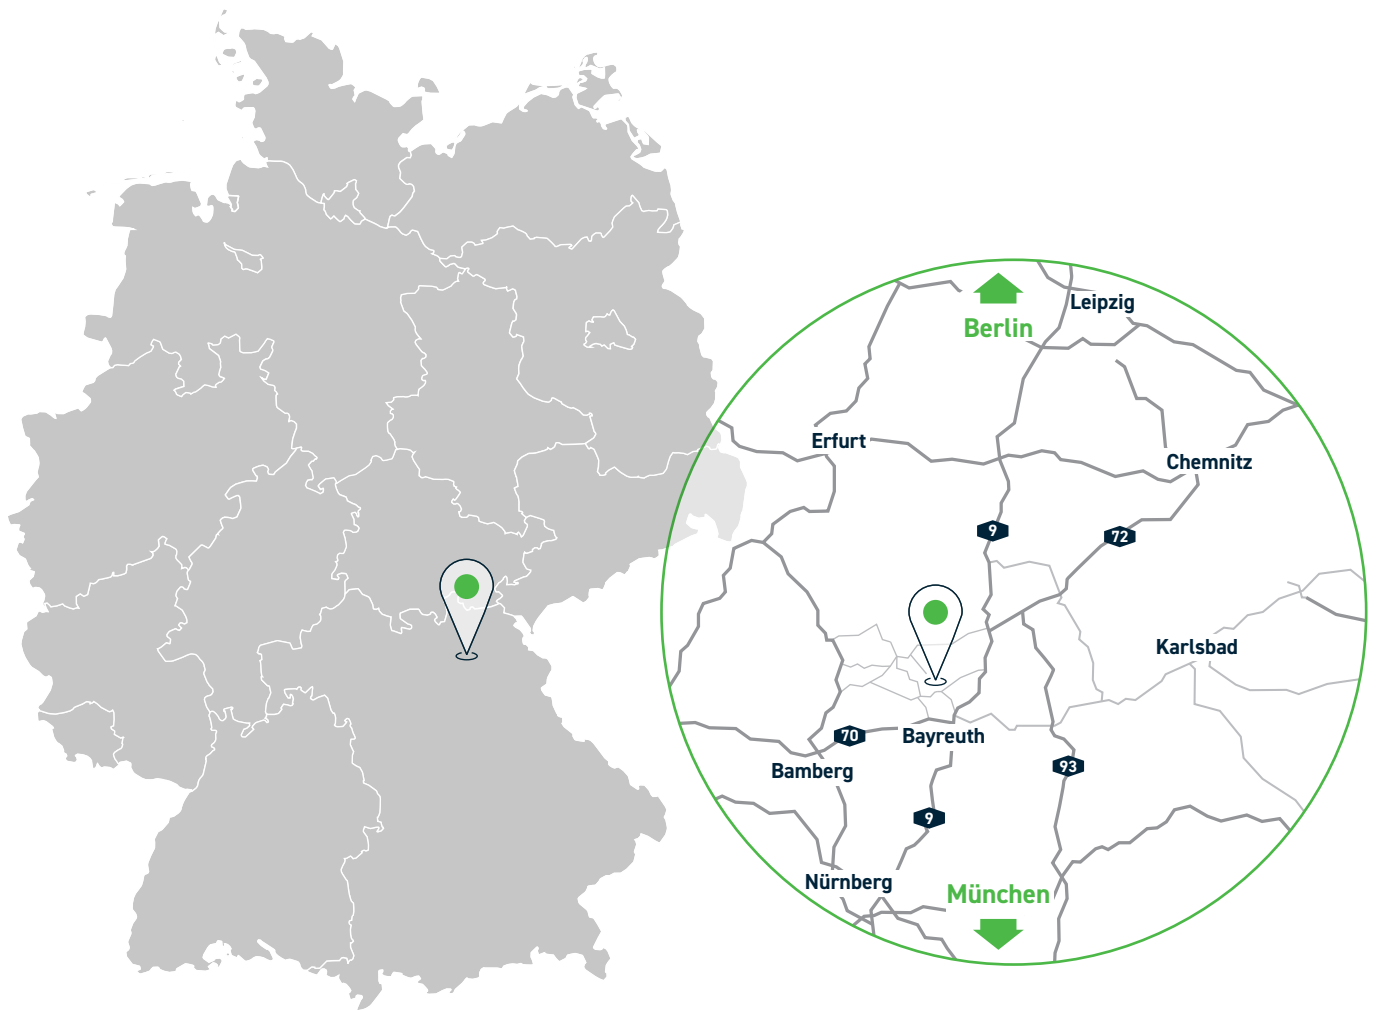 Leipzig
Berlin
Erfurt
Chemnitz
9
72
Karlsbad
70
Bayreuth
Bamberg
93
9
Nürnberg
München